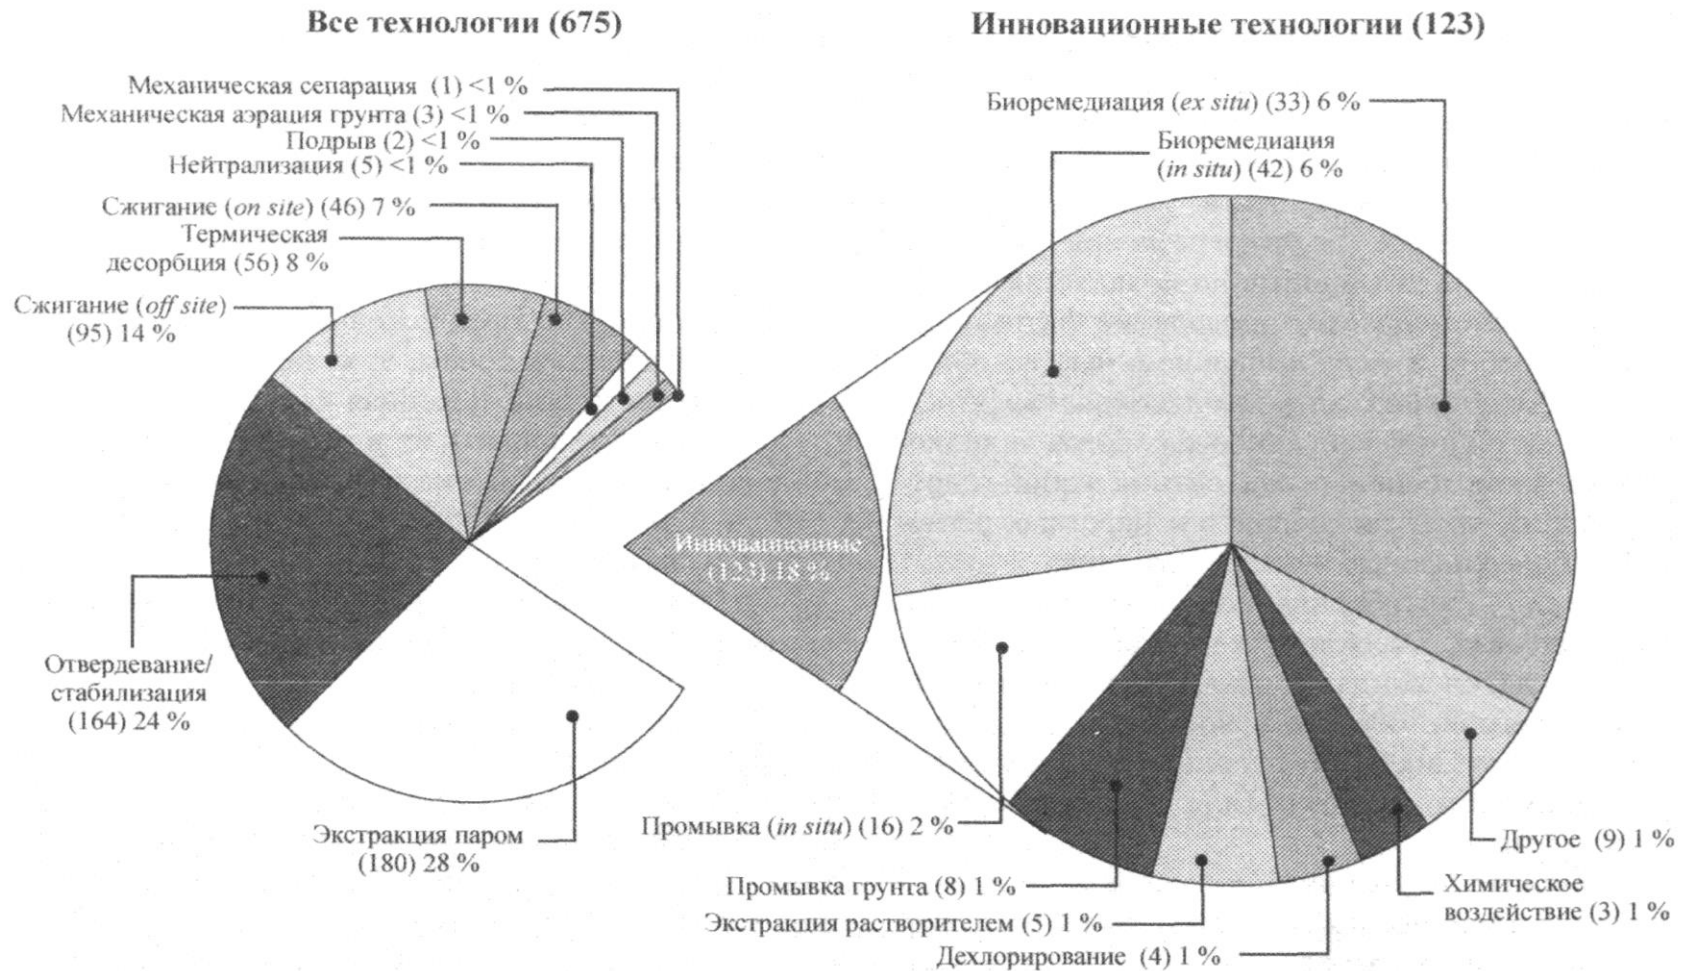 Все технологии (675)
Механическая сепарация (1) <1 %
Механическая аэрация грунта (3) <1 %
Подрыв (2) <1 %
Нейтрализация (5) <1 %
Сжигание (on site) (46) 7 %
Термическая
десорбция (56) 8 %
Сжигание (off site)
(95) 14 %
Отвердевание/
стабилизация
(164) 24 %
Экстракция паром
(180) 28 %
Инновационные
(123) 18 %
Инновационные технологии (123)
Биоремедиация (ex situ) (33) 6 %
Биоремедиация
(in situ) (42) 6 %
Промывка (in situ) (16) 2 %
Промывка грунта (8) 1 %
Экстракция растворителем (5) 1 %
Дехлорирование (4) 1 %
Другое (9) 1 %
Химическое
воздействие (3) 1 %